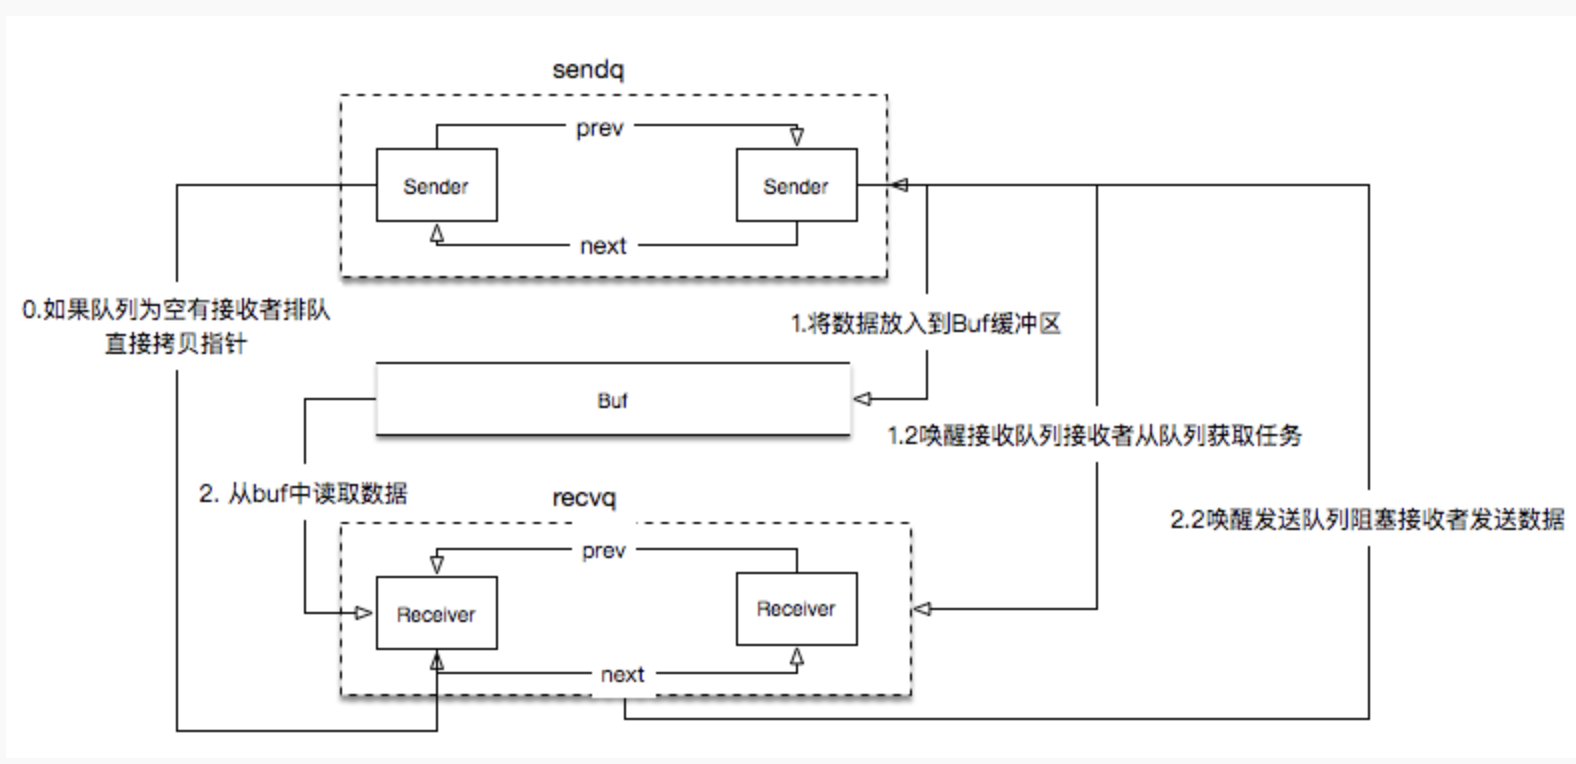 sendq
prev
Sender
Sender
next
0.如果队列为空有接收者排队
直接拷贝指针
1.将数据放入到Buf缓冲区
Buf
1.2唤醒接收队列接收者从队列获取任务
2. 从buf中读取数据
recvq
2.2唤醒发送队列阻塞接收者发送数据
prev
Receiver
Receiver
next